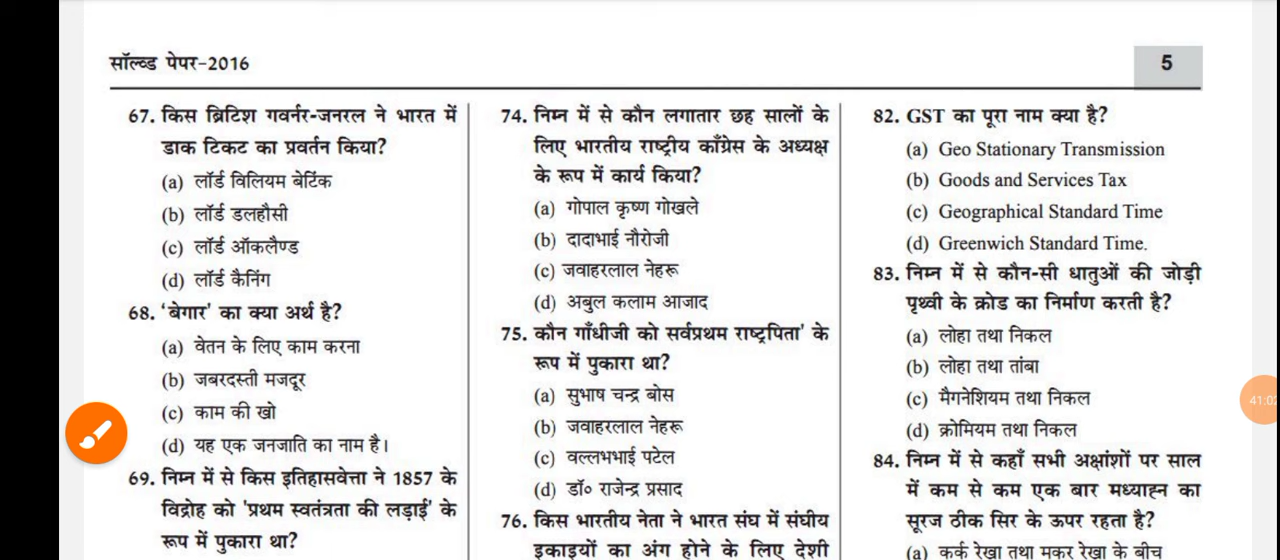 सॉल्व्ड पेपर-2016
5
67. किस ब्रिटिश गवर्नर-जनरल ने भारत में
डाक टिकट का प्रवर्तन किया?
(a) लॉर्ड विलियम बेटिंक
(b) लॉर्ड डलहौसी
(c) लॉर्ड ऑकलैण्ड
(d) लॉर्ड कैनिंग
68. 'बेगार' का क्या अर्थ है?
(a) वेतन के लिए काम करना
(b) जबरदस्ती मजदूर
(c) काम की खो
(d) यह एक जनजाति का नाम है।
69. निम्न में से किस इतिहासवेत्ता ने 1857 के
विद्रोह को 'प्रथम स्वतंत्रता की लड़ाई' के
रूप में पुकारा था?
74. निम्न में से कौन लगातार छह सालों के
लिए भारतीय राष्ट्रीय काँग्रेस के अध्यक्ष
के रूप में कार्य किया?
(a) गोपाल कृष्ण गोखले
(b) दादाभाई नौरोजी
(c) जवाहरलाल नेहरू
(d) अबुल कलाम आजाद
75. कौन गाँधीजी को सर्वप्रथम राष्ट्रपिता' के
रूप में पुकारा था?
(a) सुभाष चन्द्र बोस
(b) जवाहरलाल नेहरू
(c) वल्लभभाई पटेल
(d) डॉ० राजेन्द्र प्रसाद
76. किस भारतीय नेता ने भारत संघ में संघीय
इकाइयों का अंग होने के लिए देशी
82. GST का पूरा नाम क्या है?
(a) Geo Stationary Transmission
(b) Goods and Services Tax
(c) Geographical Standard Time
(d) Greenwich Standard Time.
83. निम्न में से कौन-सी धातुओं की जोड़ी
पृथ्वी के क्रोड का निर्माण करती है?
(a) लोहा तथा निकल
(b) लोहा तथा तांबा
(c) मैगनेशियम तथा निकल
(d) क्रोमियम तथा निकल
84. निम्न में से कहाँ सभी अक्षांशों पर साल
में कम से कम एक बार मध्याह्न का
सूरज ठीक सिर के ऊपर रहता है?
(a) कर्क रेखा तथा मकर रेखा के बीच